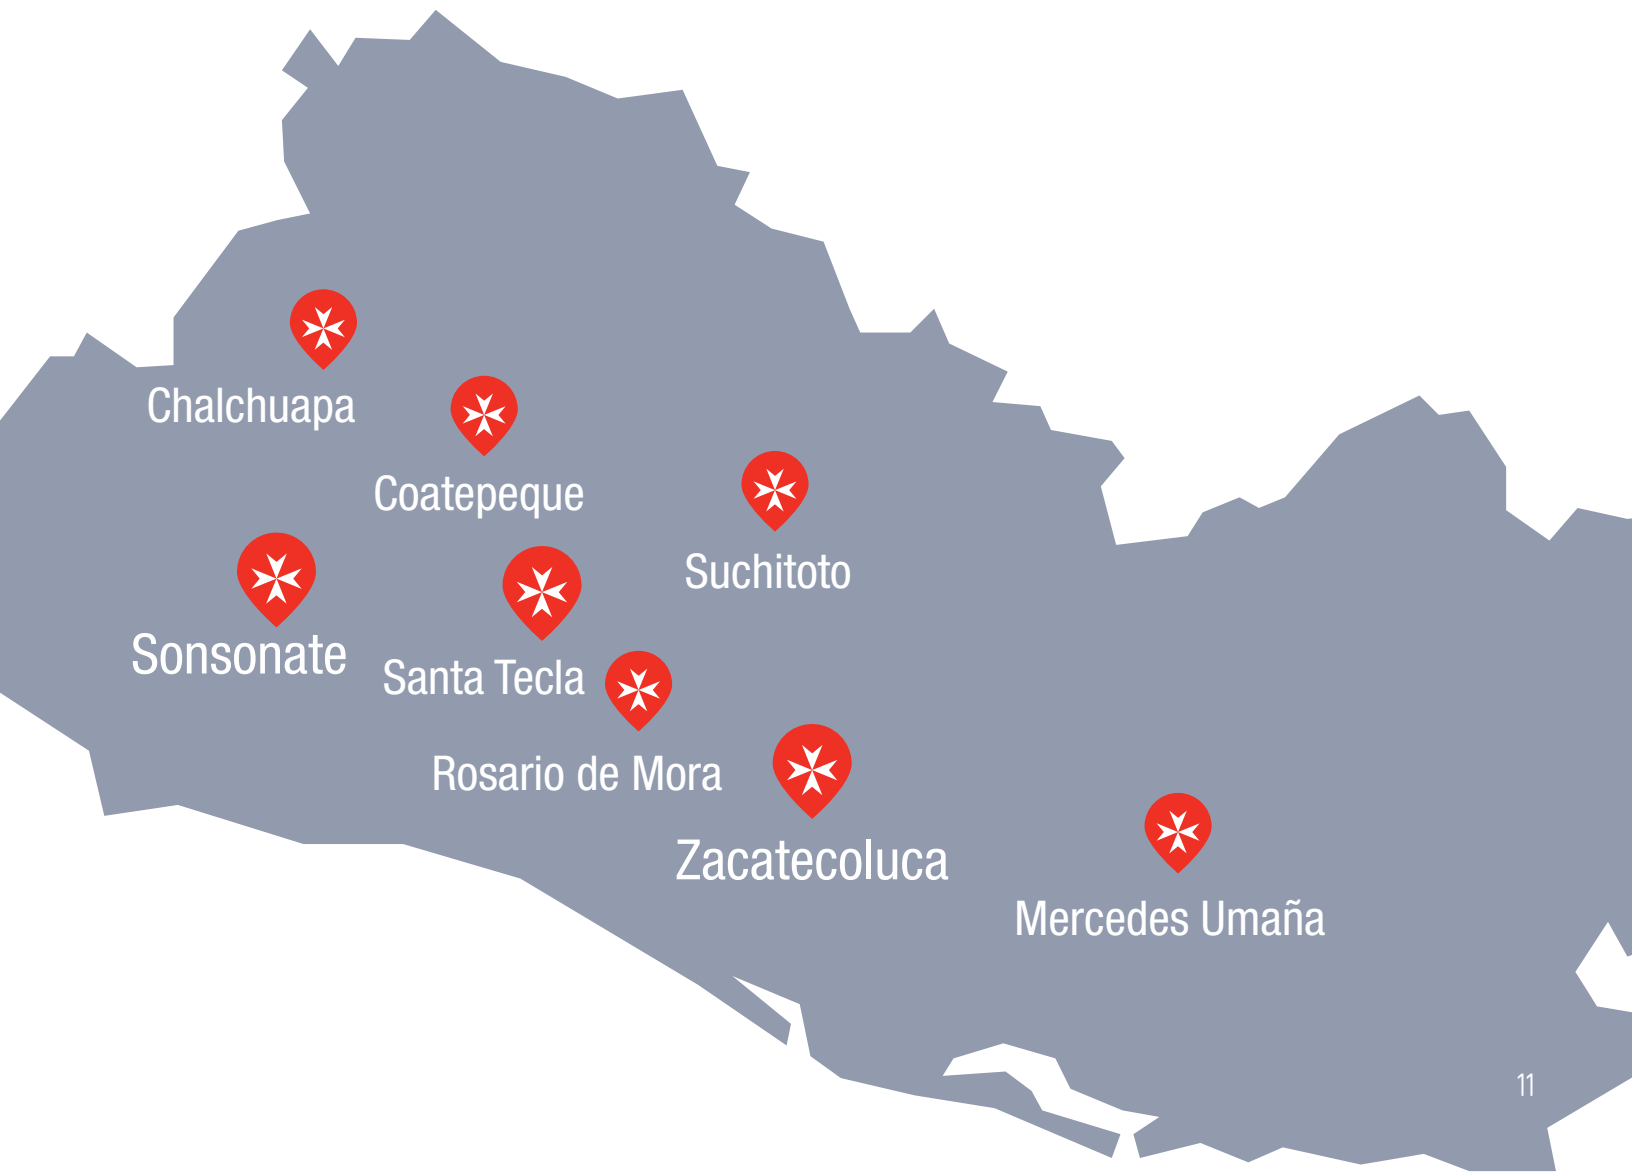 Chalchuapa
Coatepeque
Suchitoto
Sonsonate
Santa Tecla
Rosario de Mora
Zacatecoluca
Mercedes Umaña
11